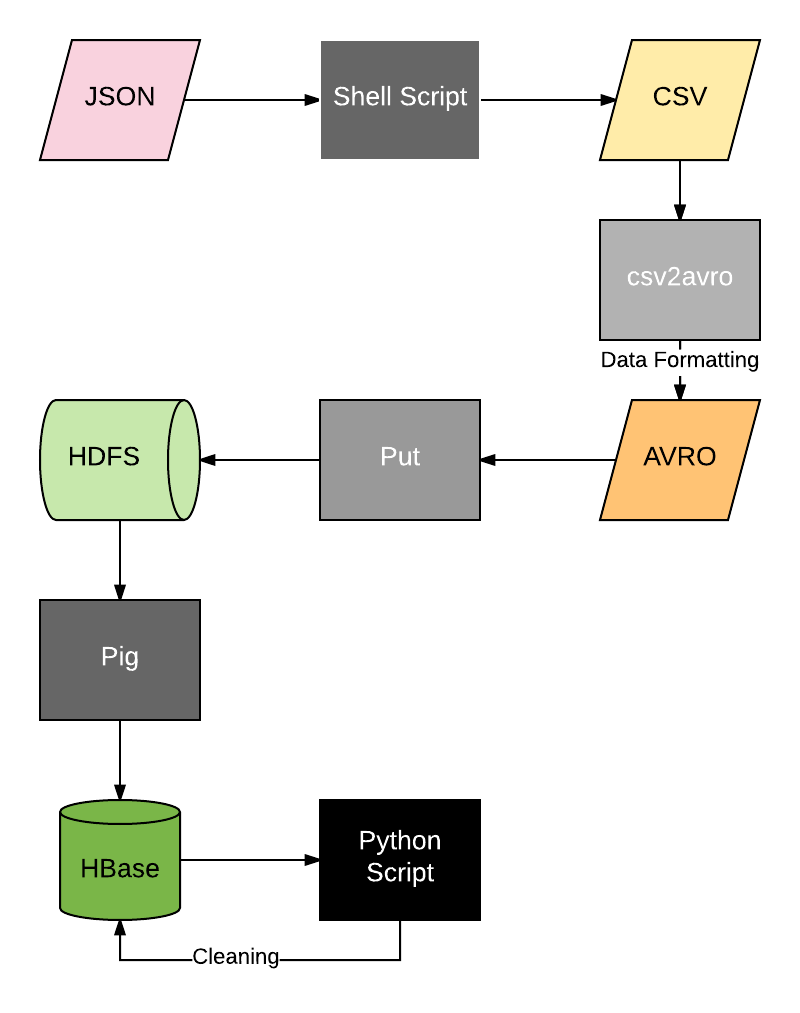 JSON
Shell Script
CSV
csv2avro
Data Formatting
HDFS
Put
AVRO
Pig
HBase
Python
Script
Cleaning